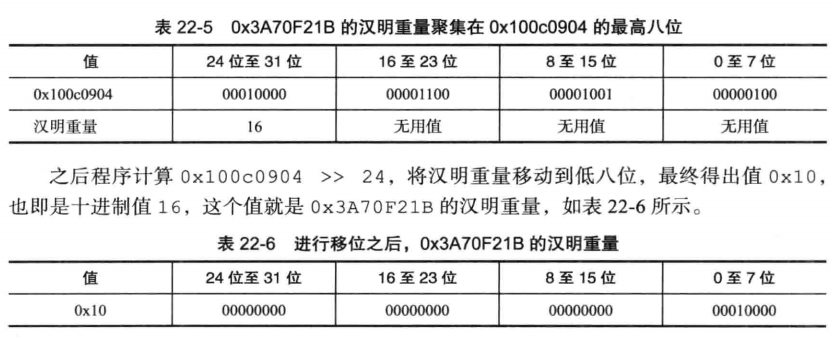 表 22-5 0x3A70F21B 的汉明重量聚集在 0x100c0904 的最高八位
值 24 位至 31 位 16 至 23 位 8 至 15 位 0 至 7 位
0x100c0904 00010000 00001100 00001001 00000100
汉明重量 16 无用值 无用值 无用值
之后程序计算 0x100c0904 >> 24，将汉明重量移动到低八位，最终得出值 0x10，
也即是十进制值 16，这个值就是 0x3A70F21B 的汉明重量，如表 22-6 所示。
表 22-6 进行移位之后，0x3A70F21B 的汉明重量
值 24 位至 31 位 16 至 23 位 8 至 15 位 0 至 7 位
0x10 00000000 00000000 00000000 00010000